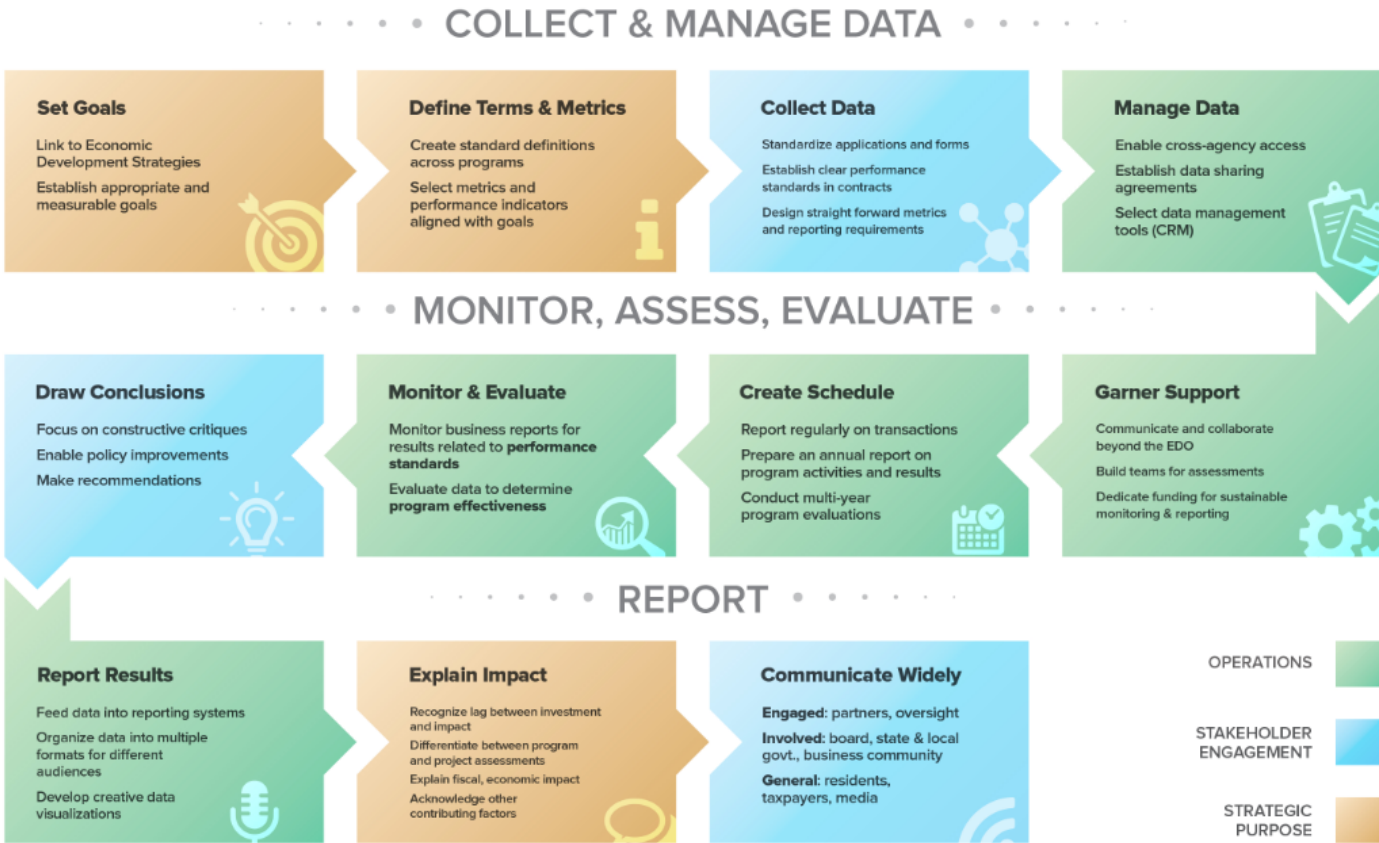 COLLECT & MANAGE DATA
Set Goals
Link to Economic
Development Strategies
Establish appropriate and
measurable goals
Define Terms & Metrics
Create standard definitions
across programs
Select metrics and
performance indicators
aligned with goals
Collect Data
Standardize applications and forms
Establish clear performance
standards in contracts
Design straight forward metrics
and reporting requirements
Manage Data
Enable cross-agency access
Establish data sharing
agreements
Select data management
tools (CRM)
MONITOR, ASSESS, EVALUATE
Draw Conclusions
Focus on constructive critiques
Enable policy improvements
Make recommendations
Monitor & Evaluate
Monitor business reports for
results related to performance
standards
Evaluate data to determine
program effectiveness
Create Schedule
Report regularly on transactions
Prepare an annual report on
program activities and results
Conduct multi-year
program evaluations
Garner Support
Communicate and collaborate
beyond the EDO
Build teams for assessments
Dedicate funding for sustainable
monitoring & reporting
REPORT
Report Results
Feed data into reporting systems
Organize data into multiple
formats for different
audiences
Develop creative data
visualizations
Explain Impact
Recognize lag between investment
and impact
Differentiate between program
and project assessments
Explain fiscal, economic impact
Acknowledge other
contributing factors
Communicate Widely
Engaged: partners, oversight
Involved: board, state & local
govt., business community
General: residents,
taxpayers, media
OPERATIONS
STAKEHOLDER
ENGAGEMENT
STRATEGIC
PURPOSE